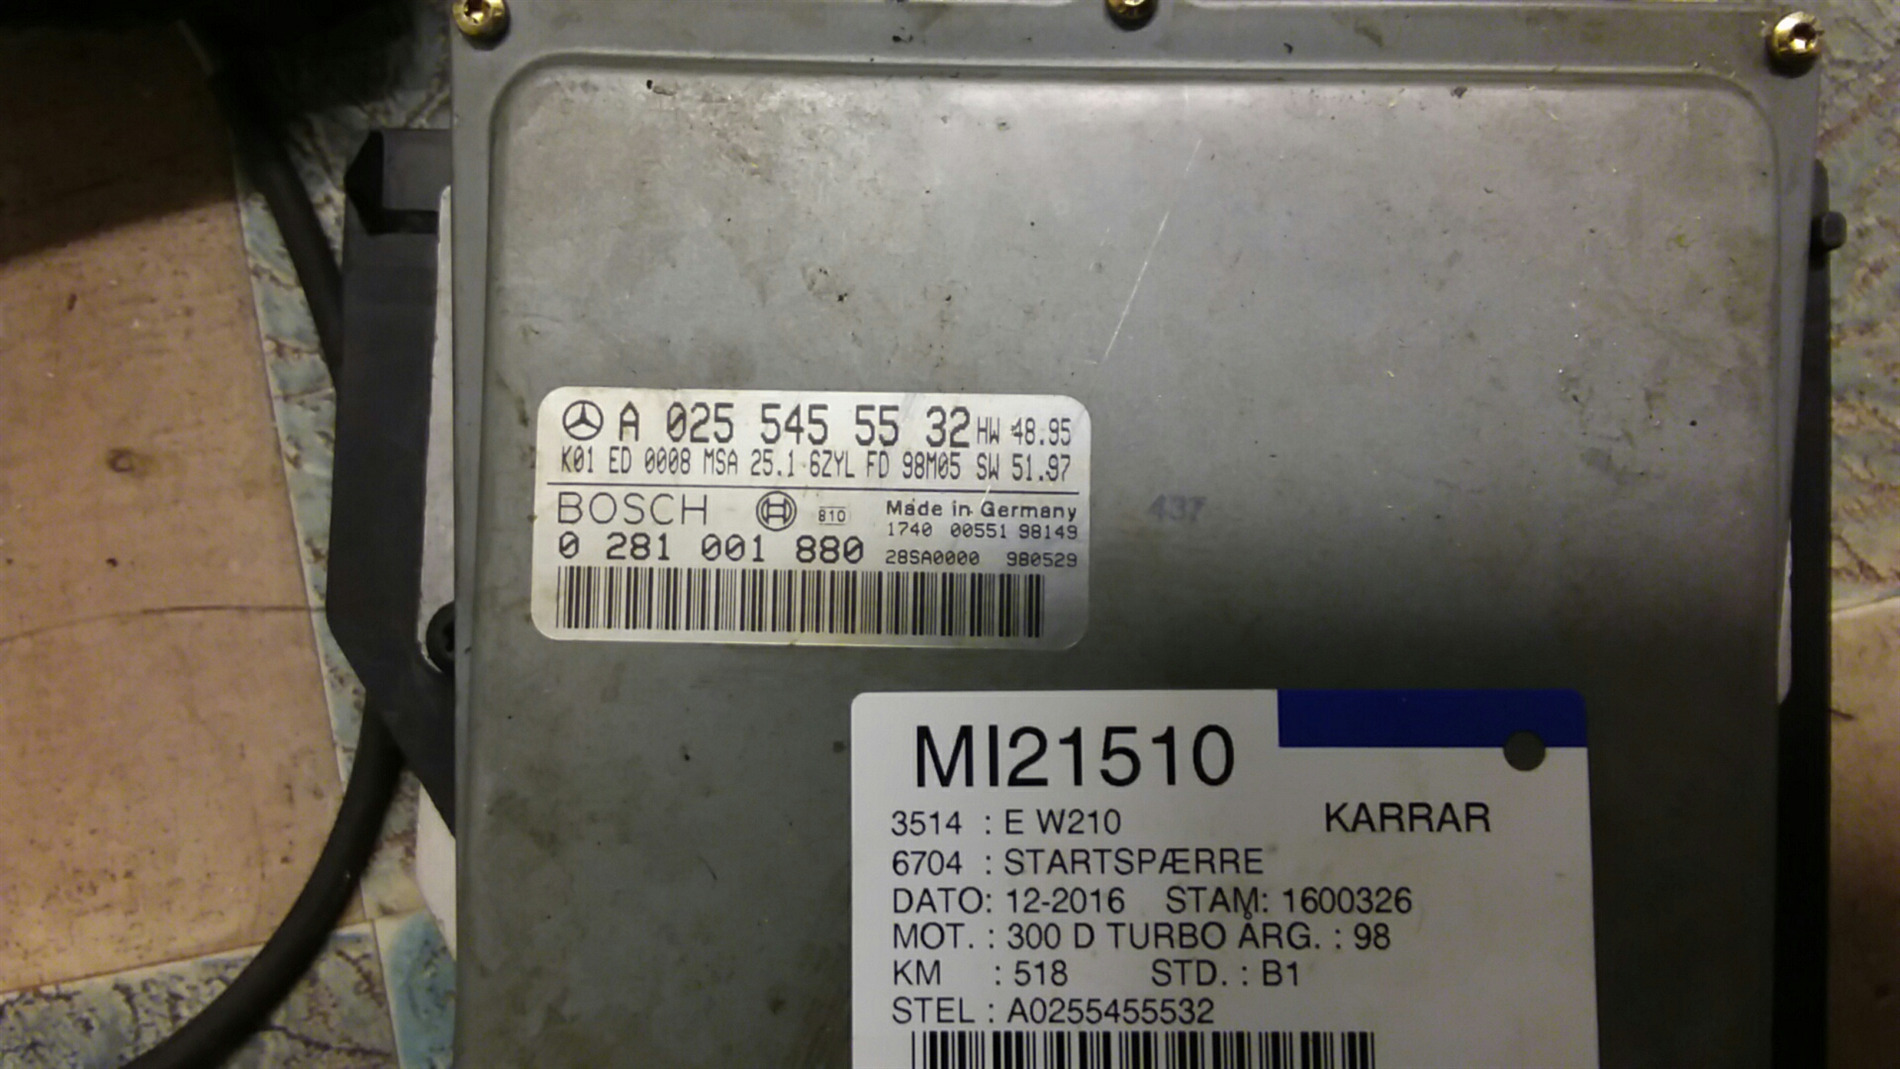 A 025 545 55 32 HW 48.95
K01 ED 0008 MSA 25.1 6ZYL FD 98M05 SW 51.97
BOSCH 810 Made in Germany
1740 00551 98149
0 281 001 880 28SA0000 980529
437
MI21510
3514 : E W210 KARRAR
6704 : STARTSPÆRRE
DATO: 12-2016 STAM: 1600326
MOT. : 300 D TURBO ÅRG. : 98
KM : 518 STD. : B1
STEL : A0255455532